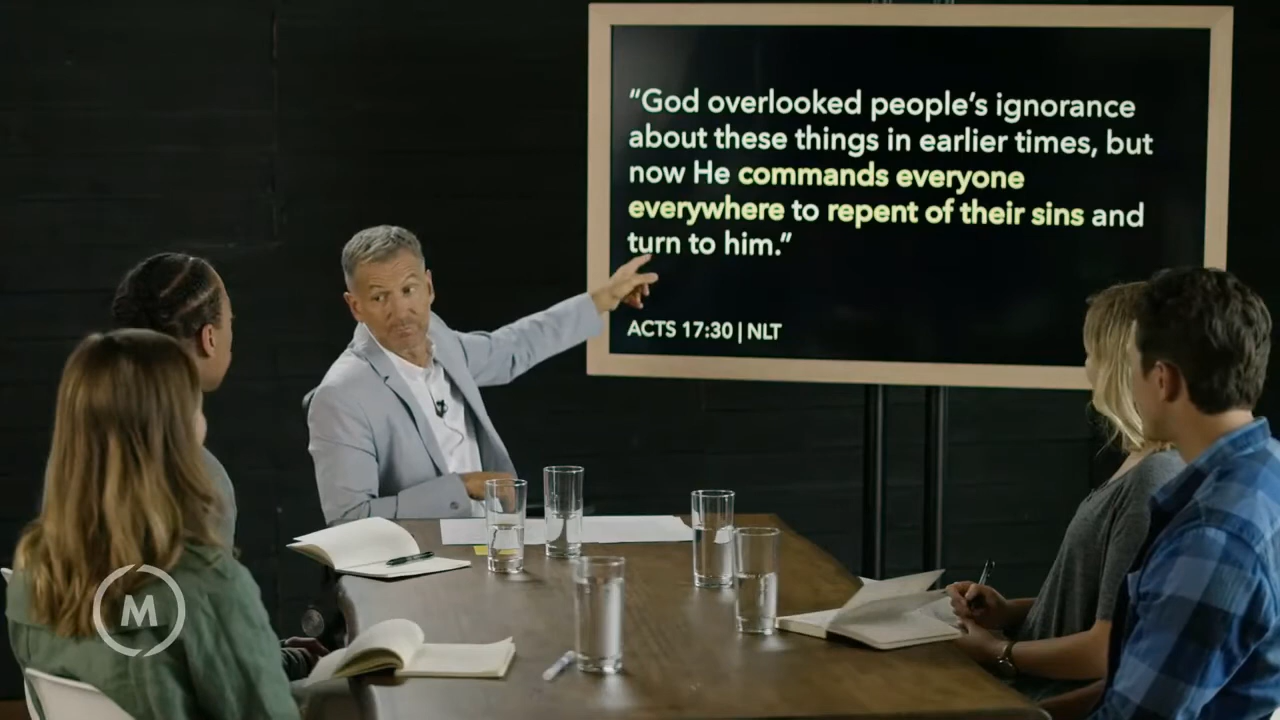 “God overlooked people’s ignorance
about these things in earlier times, but
now He commands everyone
everywhere to repent of their sins and
turn to him.”
ACTS 17:30 | NLT
M